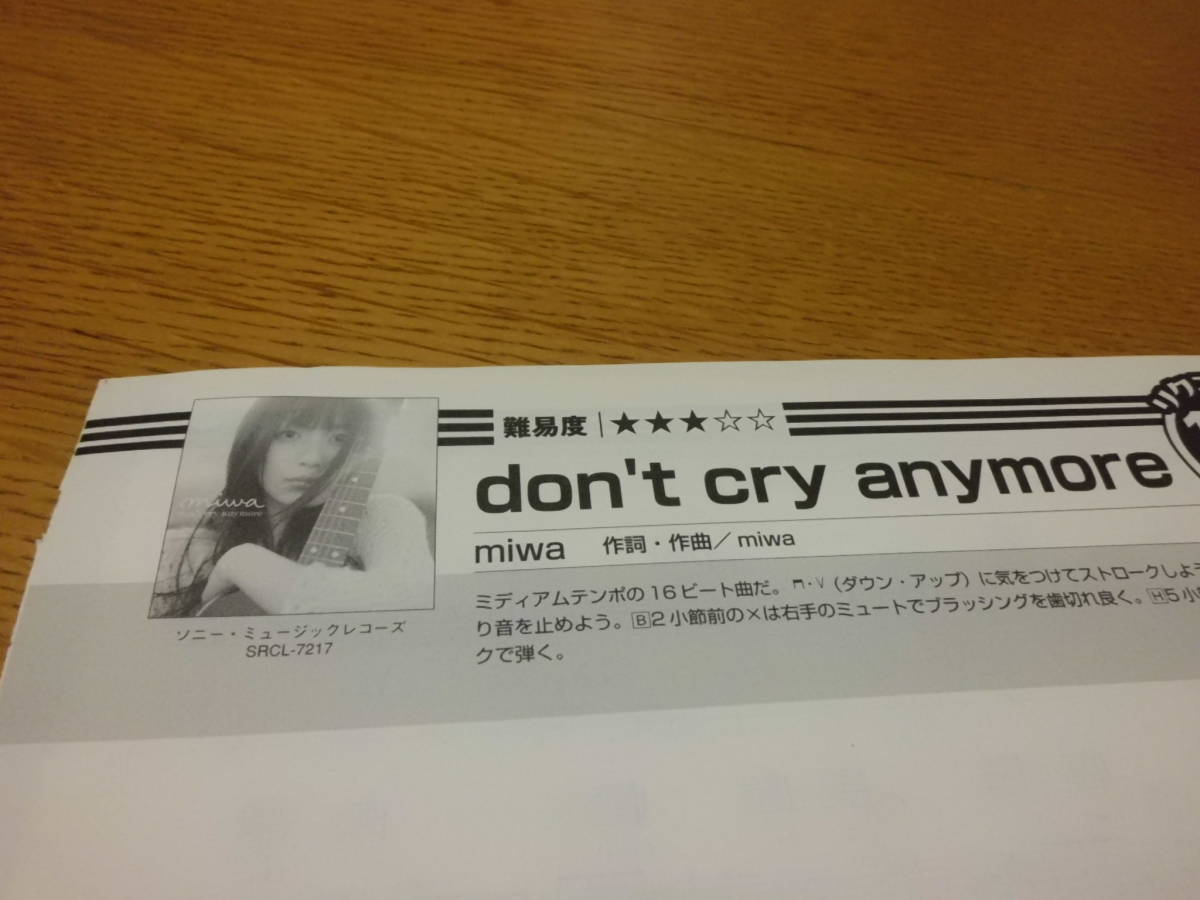 難易度 | ★★★☆☆
don't cry anymore
miwa 作詞・作曲／miwa
miwa
don't cry anymore
ソニー・ミュージックレコーズ
SRCL-7217
ミディアムテンポの16ビート曲だ。⊓・V（ダウン・アップ）に気をつけてストロークしよう
り音を止めよう。B2小節前の×は右手のミュートでブラッシングを歯切れ良く。H5小
クで弾く。